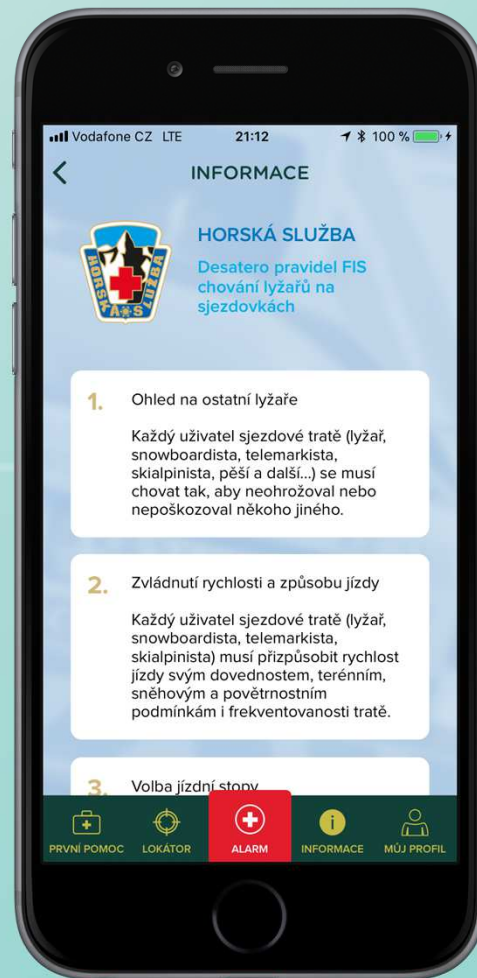 Vodafone CZ LTE 21:12 100 %
INFORMACE
HORSKÁ SLUŽBA
HORSKÁ SLUŽBA
Desatero pravidel FIS
chování lyžařů na
sjezdovkách
1. Ohled na ostatní lyžaře
Každý uživatel sjezdové tratě (lyžař,
snowboardista, telemarkista,
skialpinista, pěší a další...) se musí
chovat tak, aby neohrožoval nebo
nepoškozoval někoho jiného.
2. Zvládnutí rychlosti a způsobu jízdy
Každý uživatel sjezdové tratě (lyžař,
snowboardista, telemarkista,
skialpinista) musí přizpůsobit rychlost
jízdy svým dovednostem, terénním,
sněhovým a povětrnostním
podmínkám i frekventovanosti tratě.
3. Volba jízdní stopy
PRVNÍ POMOC LOKÁTOR ALARM INFORMACE MŮJ PROFIL